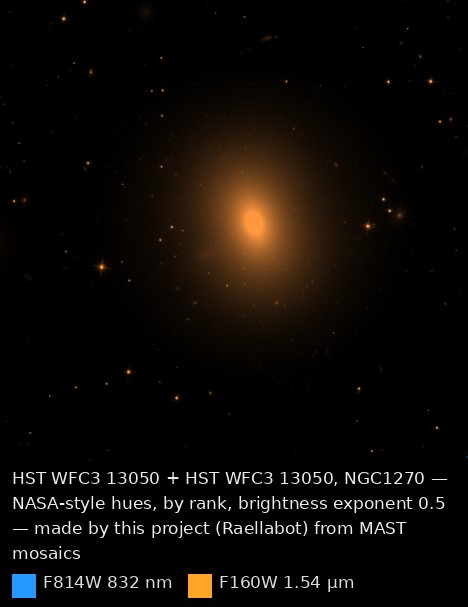 HST WFC3 13050 + HST WFC3 13050, NGC1270 —
NASA-style hues, by rank, brightness exponent 0.5
— made by this project (Raellabot) from MAST
mosaics
F814W 832 nm F160W 1.54 μm